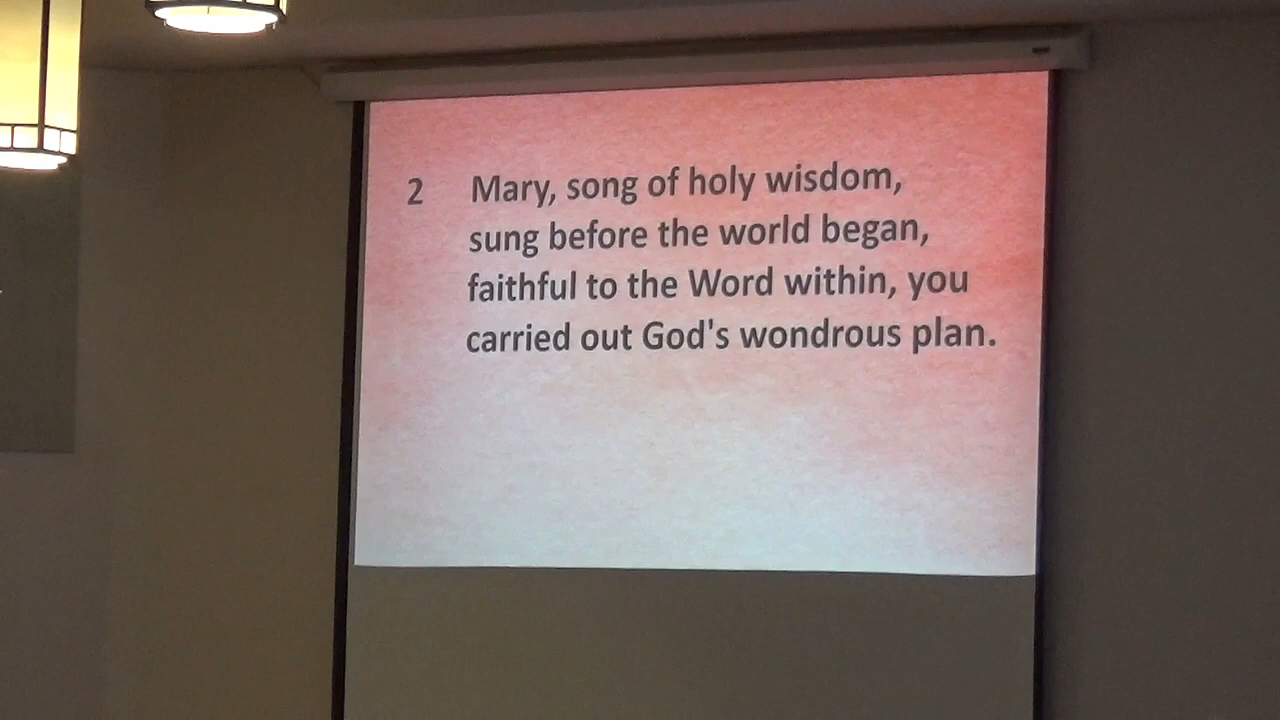 2 Mary, song of holy wisdom,
sung before the world began,
faithful to the Word within, you
carried out God's wondrous plan.